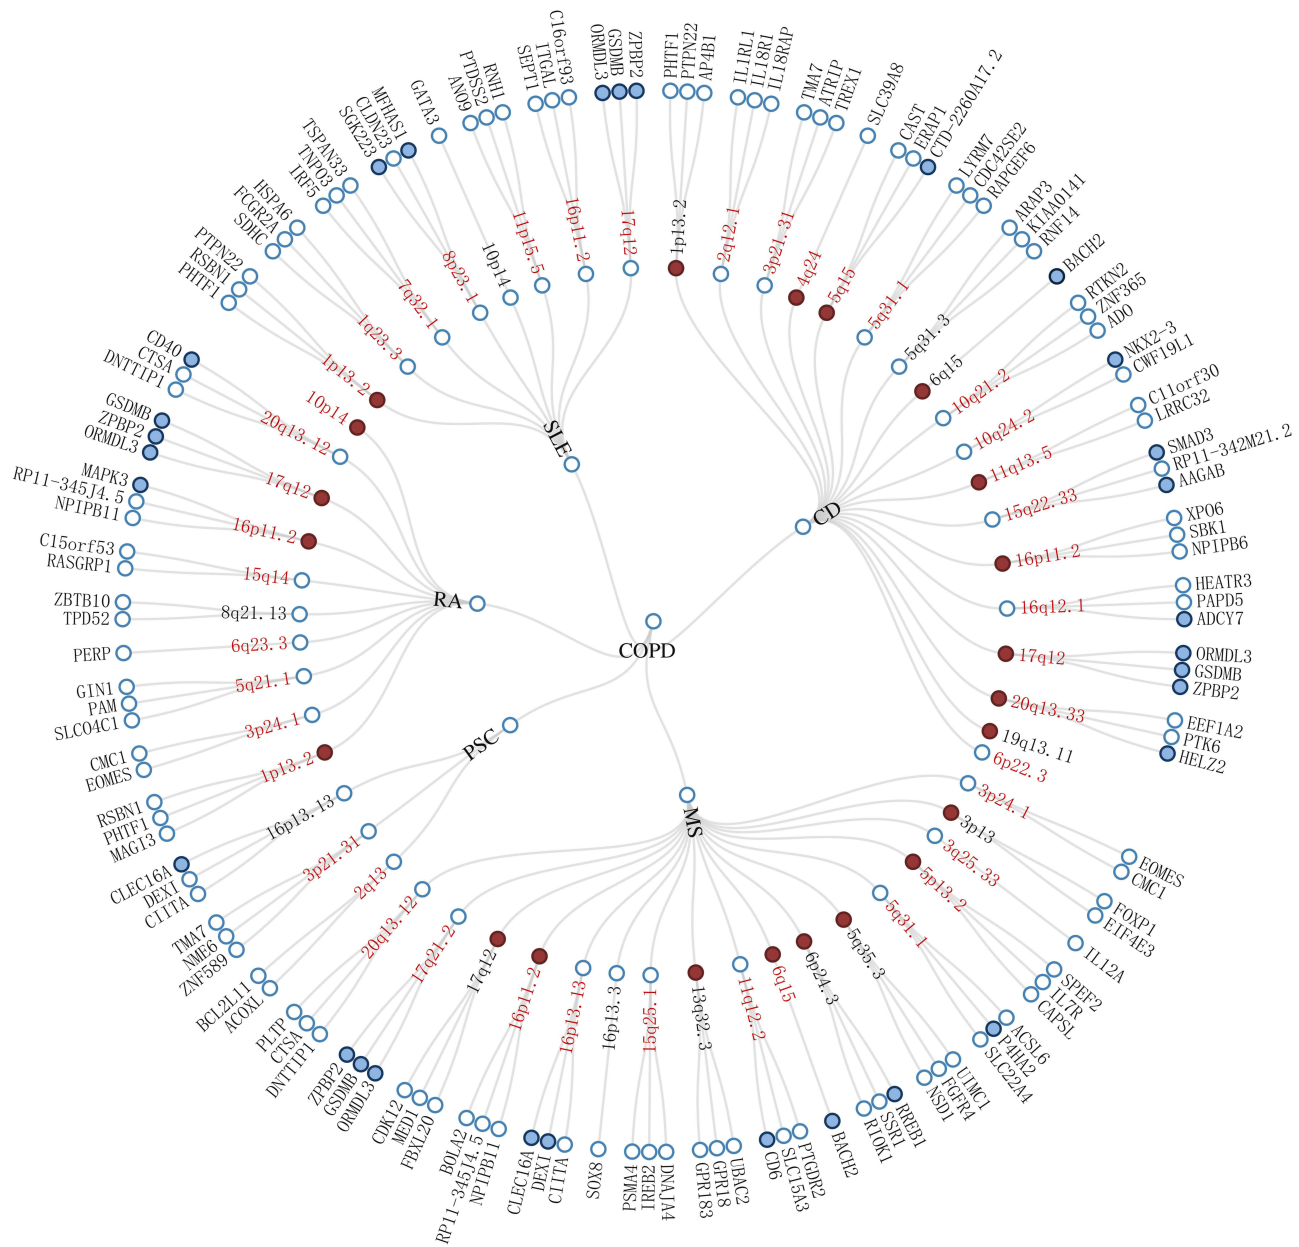 COPD
CD
1p13.2
PHTF1
PTPN22
AP4B1
2q12.1
IL1RL1
IL18R1
IL18RAP
3p21.31
TMA7
ATRIP
TREX1
4q24
SLC39A8
5q15
CAST
ERAP1
CTD-2260A17.2
5q31.1
LYRM7
CDC42SE2
RAPGEF6
5q31.3
ARAP3
KIAA0141
RNF14
6q15
BACH2
10q21.2
RTKN2
ZNF365
ADO
10q24.2
NKX2-3
CWF19L1
11q13.5
C11orf30
LRRC32
15q22.33
SMAD3
RP11-342M21.2
AAGAB
16p11.2
XPO6
SBK1
NPIPB6
16q12.1
HEATR3
PAPD5
ADCY7
17q12
ORMDL3
GSDMB
ZPBP2
20q13.33
EEF1A2
PTK6
HELZ2
19q13.11
6p22.3
MS
3p24.1
EOMES
CMC1
3p13
FOXP1
EIF4E3
3q25.33
IL12A
5p13.2
SPEF2
IL7R
CAPSL
5q31.1
ACSL6
P4HA2
SLC22A4
5q35.3
UIMC1
FGFR4
NSD1
6p24.3
RREB1
SSR1
RIOK1
6q15
BACH2
11q12.2
PTGDR2
SLC15A3
CD6
13q32.3
UBAC2
GPR18
GPR183
15q25.1
DNAJA4
IREB2
PSMA4
16p13.3
SOX8
16p13.13
CIITA
DEXI
CLEC16A
16p11.2
NPIPB11
RP11-345J4.5
BOLA2
17q12
FBXL20
MED1
CDK12
17q21.2
ORMDL3
GSDMB
ZPBP2
20q13.12
DNTTIP1
CTSA
PLTP
PSC
2q13
ACOXL
BCL2L11
3p21.31
ZNF589
NME6
TMA7
16p13.13
CIITA
DEXI
CLEC16A
RA
1p13.2
MAGI3
PHTF1
RSBN1
3p24.1
EOMES
CMC1
5q21.1
SLCO4C1
PAM
GIN1
6q23.3
PERP
8q21.13
TPD52
ZBTB10
15q14
RASGRP1
C15orf53
16p11.2
NPIPB11
RP11-345J4.5
MAPK3
17q12
ORMDL3
ZPBP2
GSDMB
20q13.12
DNTTIP1
CTSA
CD40
10p14
SLE
1p13.2
PHTF1
RSBN1
PTPN22
1q23.3
SDHC
FCGR2A
HSPA6
7q32.1
IRF5
TNPO3
TSPAN33
8p23.1
SGK223
CLDN23
MFHAS1
10p14
GATA3
11p15.5
ANO9
PTDSS2
RNH1
16p11.2
SEPT1
ITGAL
C16orf93
17q12
ORMDL3
GSDMB
ZPBP2